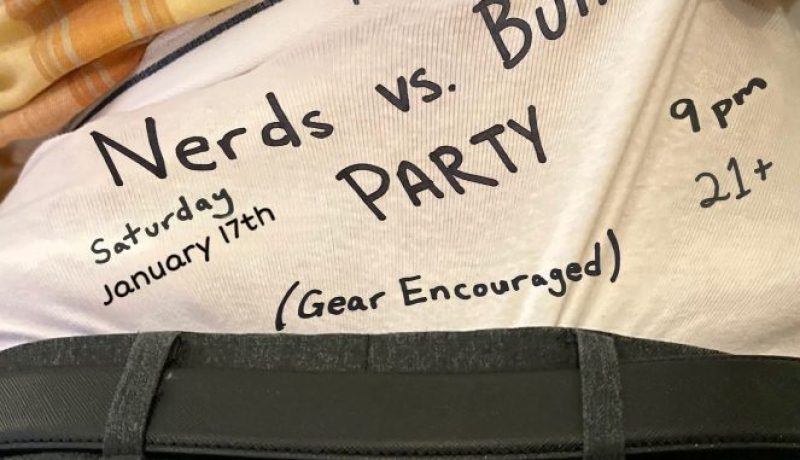 Nerds vs.
PARTY
9 pm
21+
Saturday
January 17th
(Gear Encouraged)